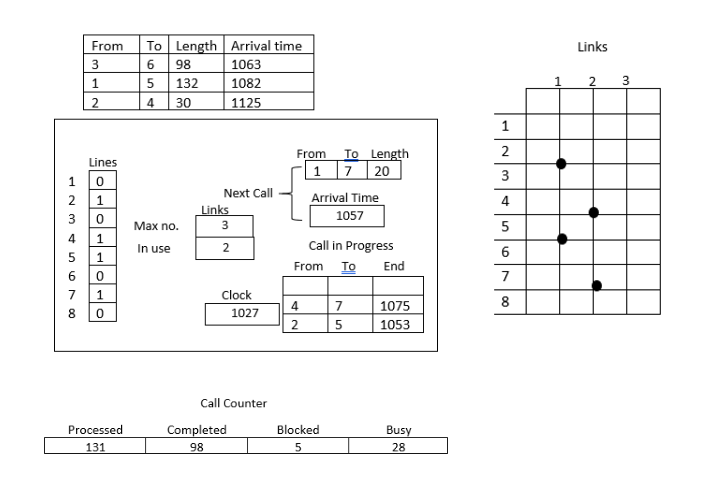 From To Length Arrival time
3 6 98 1063
1 5 132 1082
2 4 30 1125
Links
1 2 3
1
2
3
4
5
6
7
8
Lines
1 0
2 1
3 0
4 1
5 1
6 0
7 1
8 0
Links
Max no. 3
In use 2
Next Call
From To Length
1 7 20
Arrival Time
1057
Call in Progress
From To End
4 7 1075
2 5 1053
Clock
1027
Call Counter
Processed Completed Blocked Busy
131 98 5 28